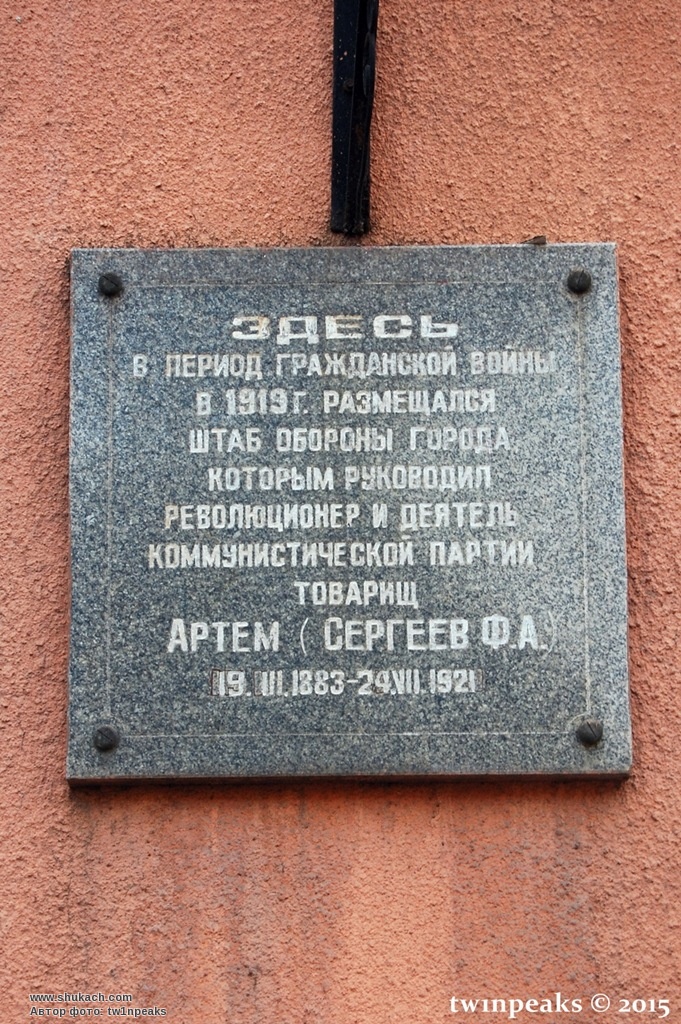 ЗДЕСЬ
В ПЕРИОД ГРАЖДАНСКОЙ ВОЙНЫ
В 1919 Г. РАЗМЕЩАЛСЯ
ШТАБ ОБОРОНЫ ГОРОДА
КОТОРЫМ РУКОВОДИЛ
РЕВОЛЮЦИОНЕР И ДЕЯТЕЛЬ
КОММУНИСТИЧЕСКОЙ ПАРТИИ
ТОВАРИЩ
АРТЕМ (СЕРГЕЕВ Ф.А.)
19.III.1883-24.VII.1921
www.shukach.com
Автор фото: tw1npeaks
tw1npeaks © 2015